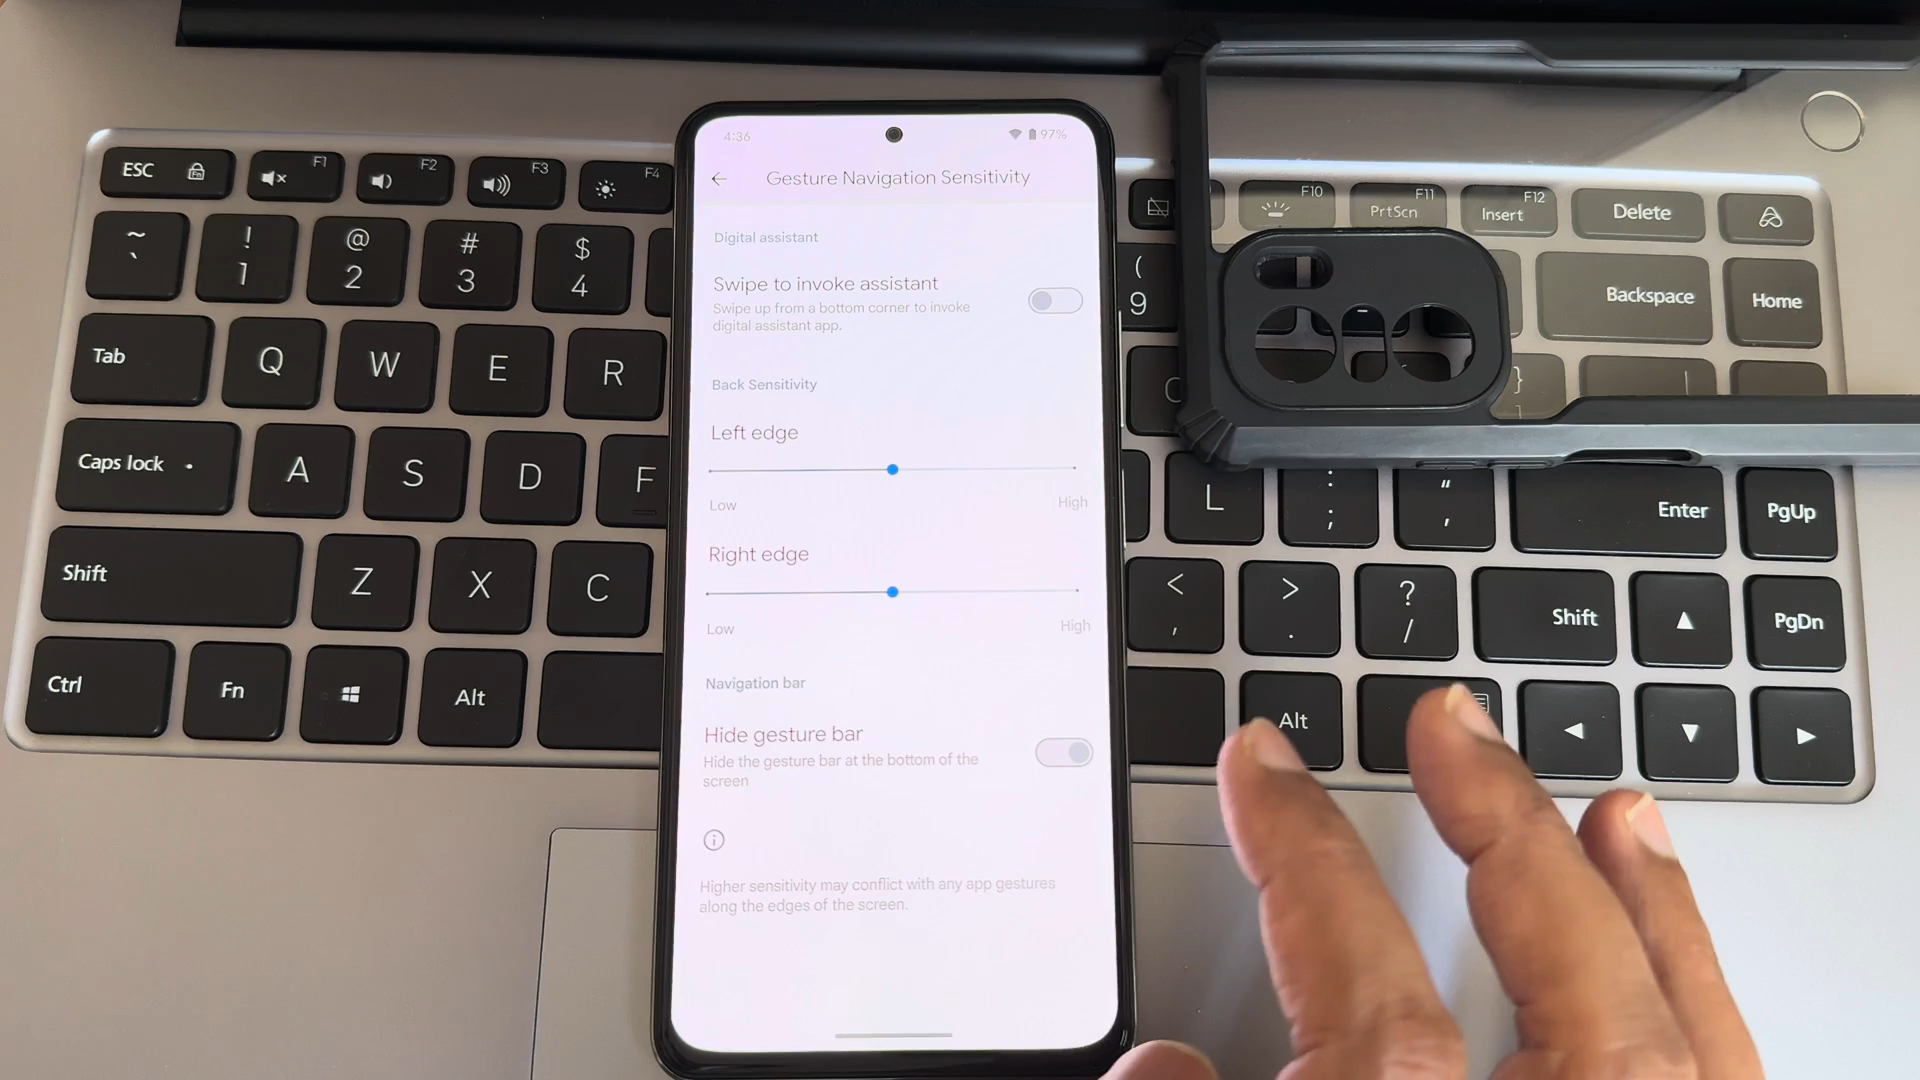 4:36
97%
Gesture Navigation Sensitivity
Digital assistant
Swipe to invoke assistant
Swipe up from a bottom corner to invoke
digital assistant app.
Back Sensitivity
Left edge
Low High
Right edge
Low High
Navigation bar
Hide gesture bar
Hide the gesture bar at the bottom of the
screen
Higher sensitivity may conflict with any app gestures
along the edges of the screen.
ESC F1 F2 F3 F4
~ ` ! 1 @ 2 # 3 $ 4
Tab Q W E R
Caps lock A S D F
Shift Z X C
Ctrl Fn Alt
F10 F11 PrtScn F12 Insert Delete
( 9 Backspace Home
}
L : ; " ' Enter PgUp
< , > . ? / Shift PgDn
Alt